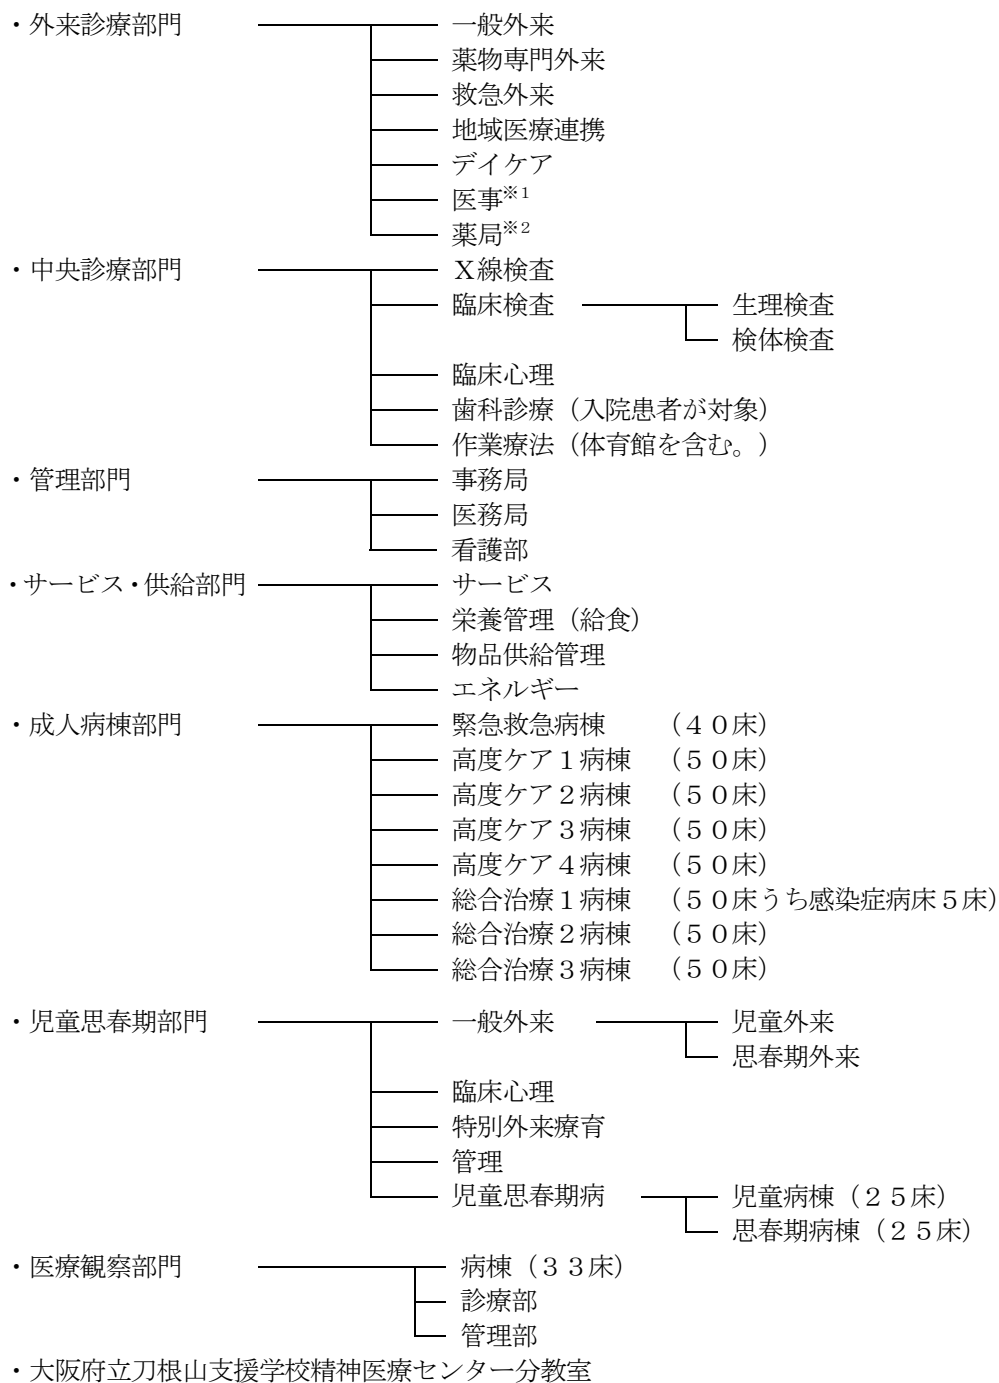 ・外来診療部門 一般外来
薬物専門外来
救急外来
地域医療連携
デイケア
医事※1
薬局※2
・中央診療部門 Ｘ線検査
臨床検査 生理検査
検体検査
臨床心理
歯科診療（入院患者が対象）
作業療法（体育館を含む。）
・管理部門 事務局
医務局
看護部
・サービス・供給部門 サービス
栄養管理（給食）
物品供給管理
エネルギー
・成人病棟部門 緊急救急病棟 （４０床）
高度ケア１病棟 （５０床）
高度ケア２病棟 （５０床）
高度ケア３病棟 （５０床）
高度ケア４病棟 （５０床）
総合治療１病棟 （５０床うち感染症病床５床）
総合治療２病棟 （５０床）
総合治療３病棟 （５０床）
・児童思春期部門 一般外来 児童外来
思春期外来
臨床心理
特別外来療育
管理
児童思春期病 児童病棟（２５床）
思春期病棟（２５床）
・医療観察部門 病棟（３３床）
診療部
管理部
・大阪府立刀根山支援学校精神医療センター分教室